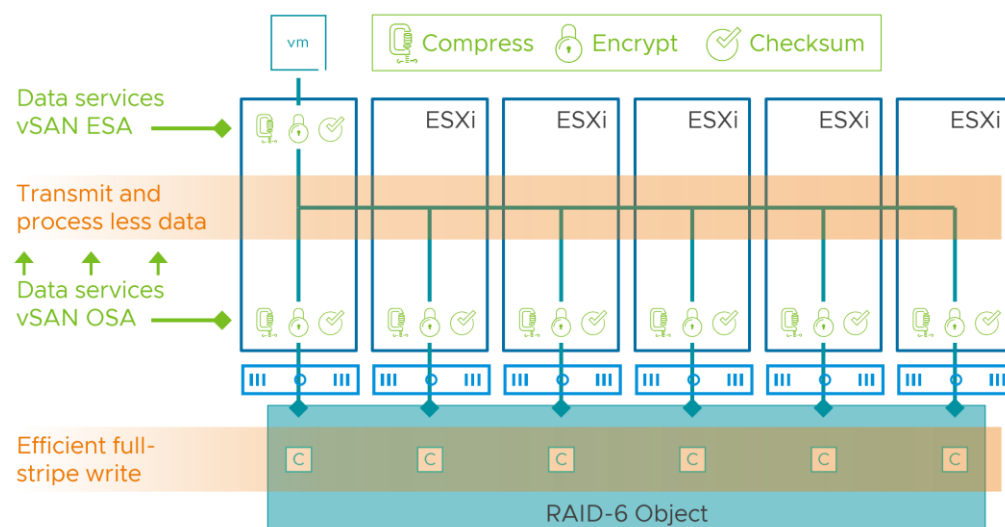 vm
Compress Encrypt Checksum
Data services
vSAN ESA
ESXi ESXi ESXi ESXi ESXi
Transmit and
process less data
Data services
vSAN OSA
Efficient full-
stripe write
C C C C C C
RAID-6 Object